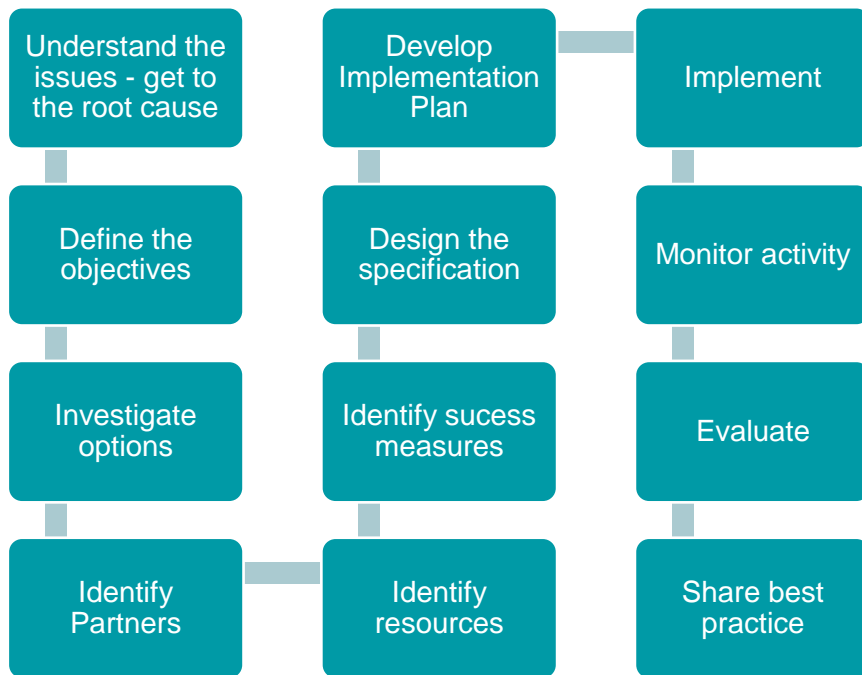 Understand the
issues - get to
the root cause
Define the
objectives
Investigate
options
Identify
Partners
Identify
resources
Identify sucess
measures
Design the
specification
Develop
Implementation
Plan
Implement
Monitor activity
Evaluate
Share best
practice